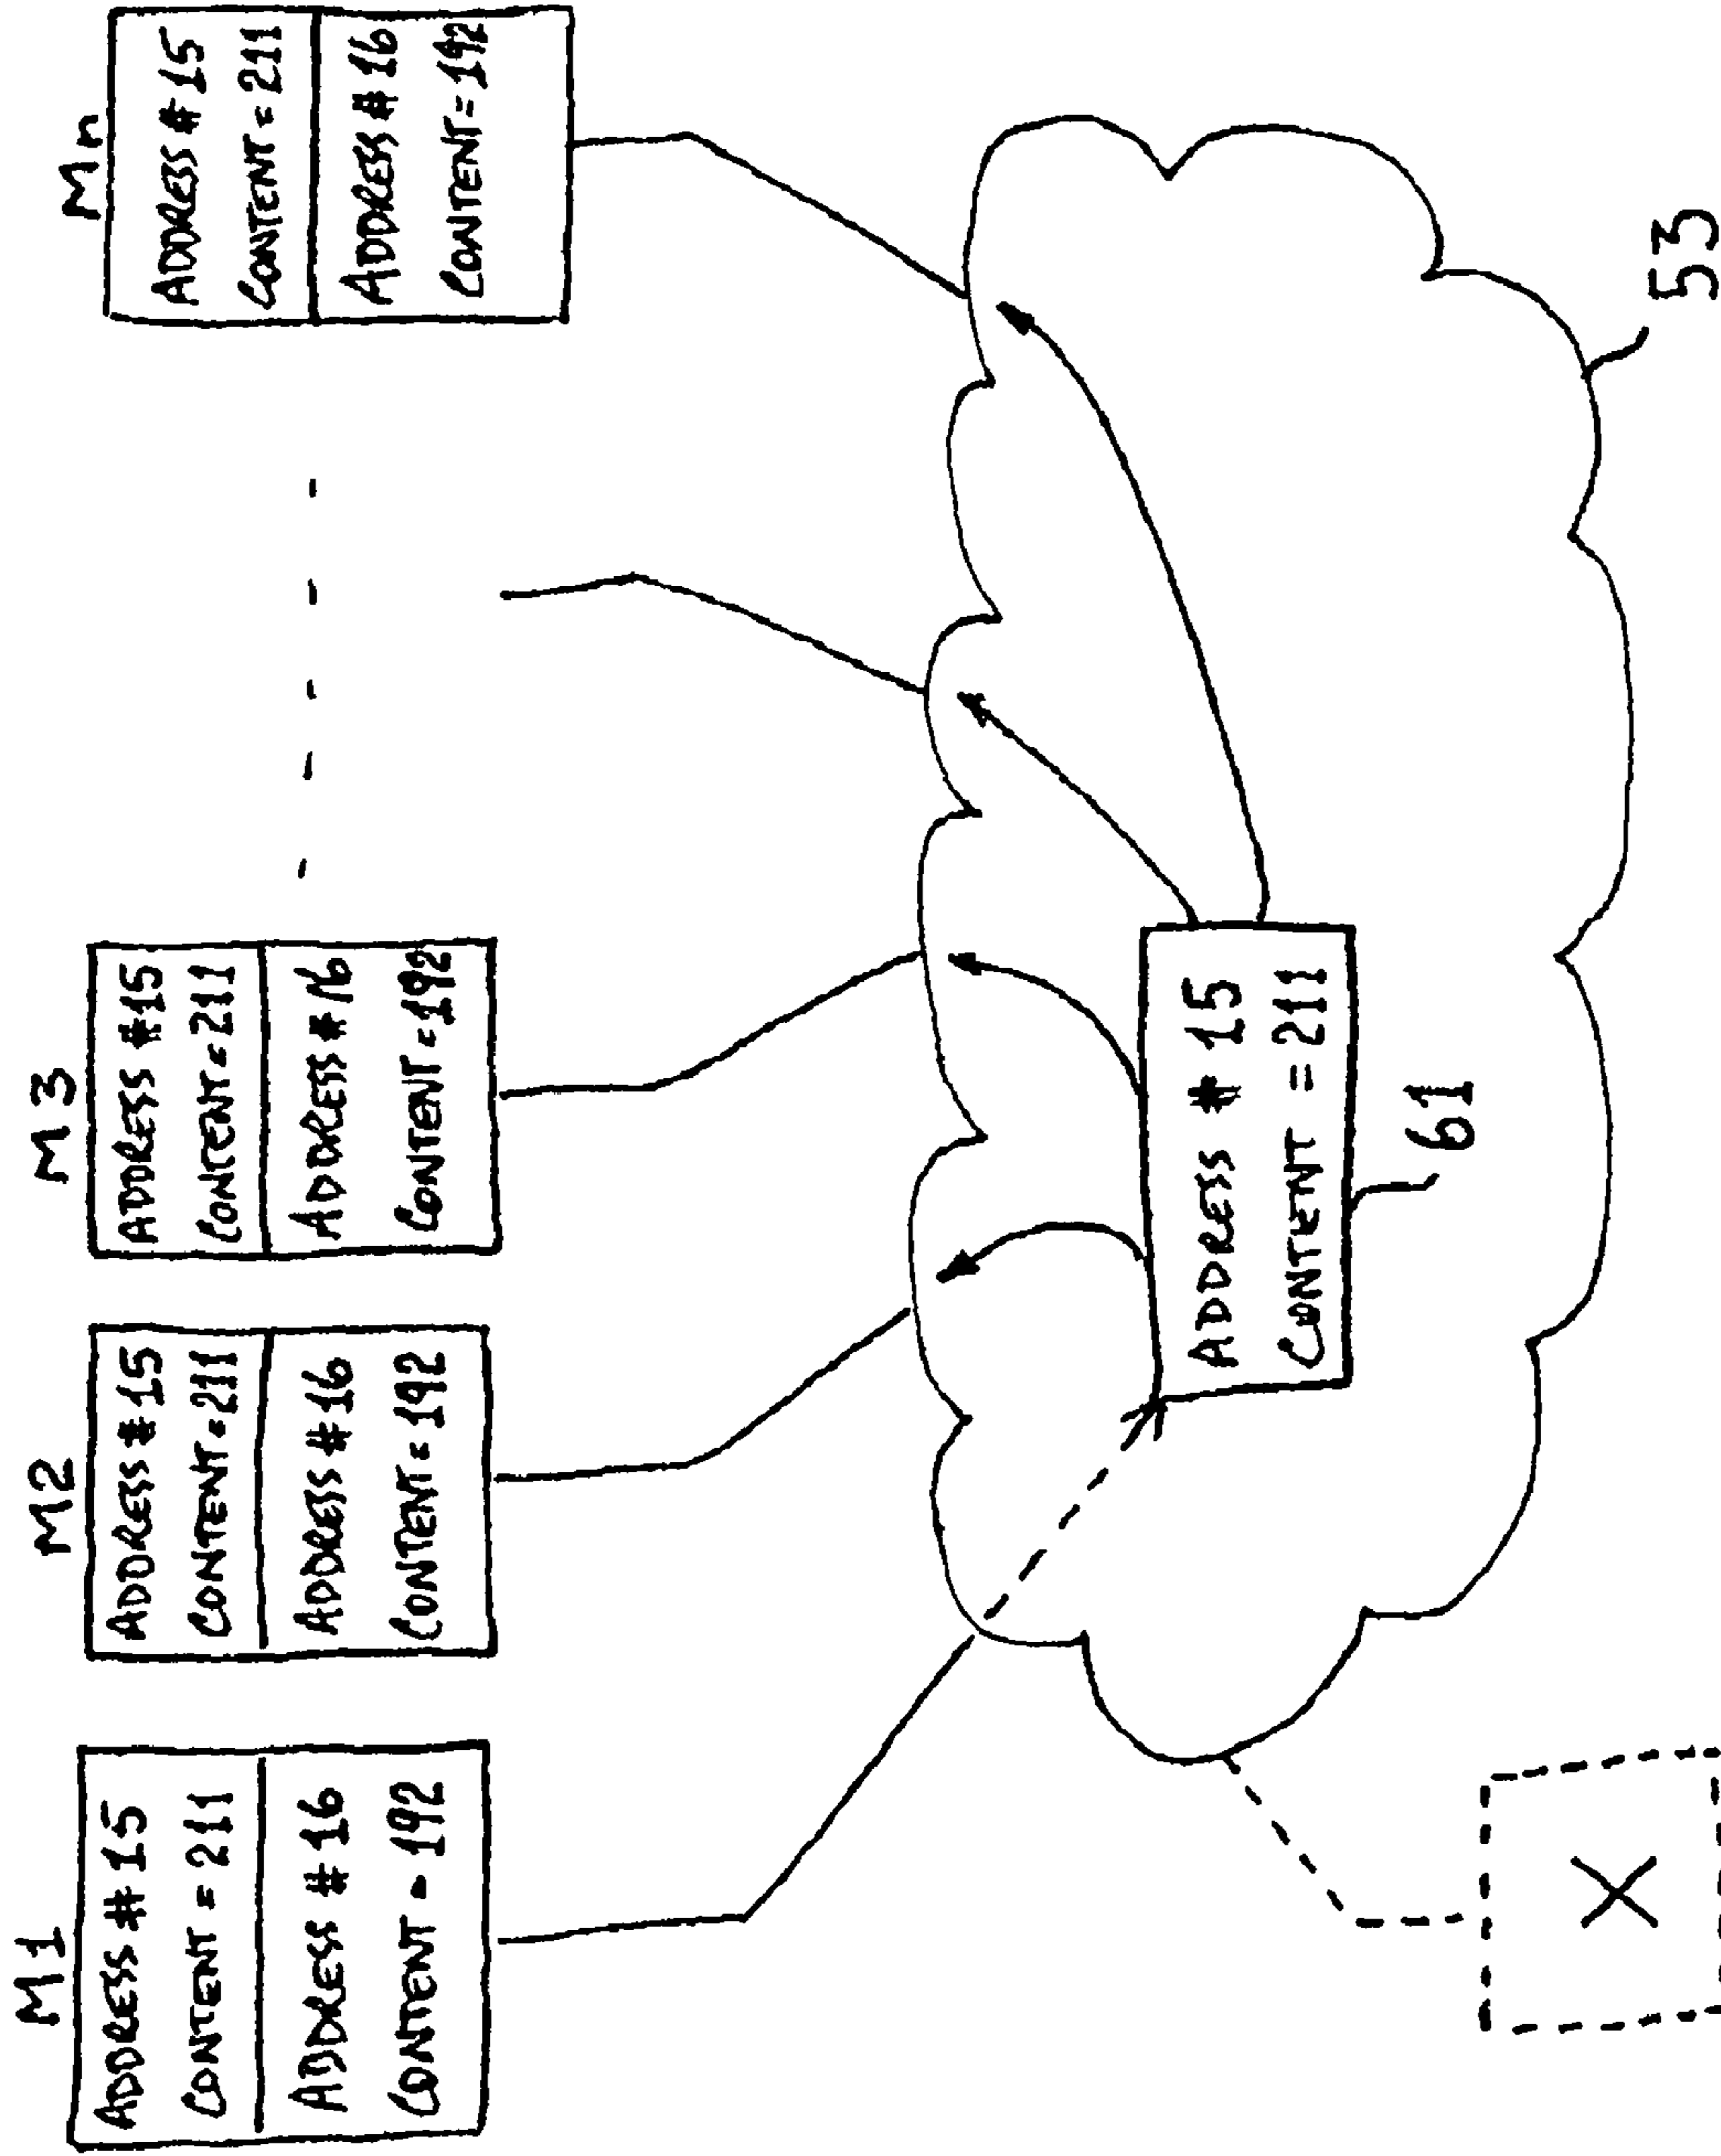 M1
ADDRESS # 15
CONTENT = 211
ADDRESS # 16
CONTENT = 192
M2
ADDRESS # 15
CONTENT = 211
ADDRESS # 16
CONTENT = 192
M3
ADDRESS # 15
CONTENT = 211
ADDRESS # 16
CONTENT = 192
Mn
ADDRESS # 15
CONTENT = 211
ADDRESS # 16
CONTENT = 192
ADDRESS # 15
CONTENT = 211
61
53
X